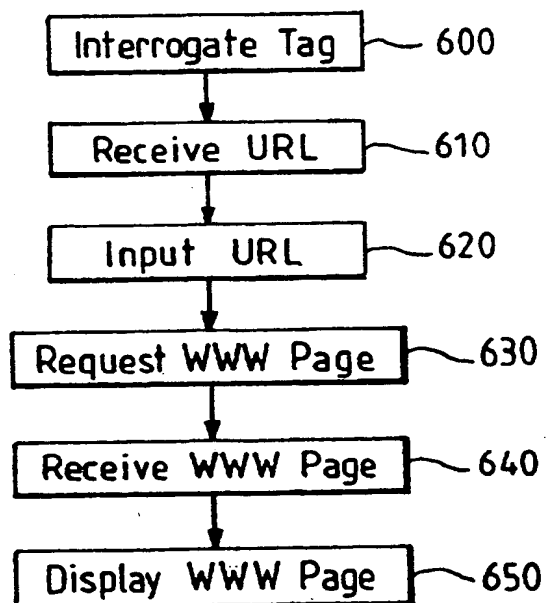 Interrogate Tag 600
Receive URL 610
Input URL 620
Request WWW Page 630
Receive WWW Page 640
Display WWW Page 650